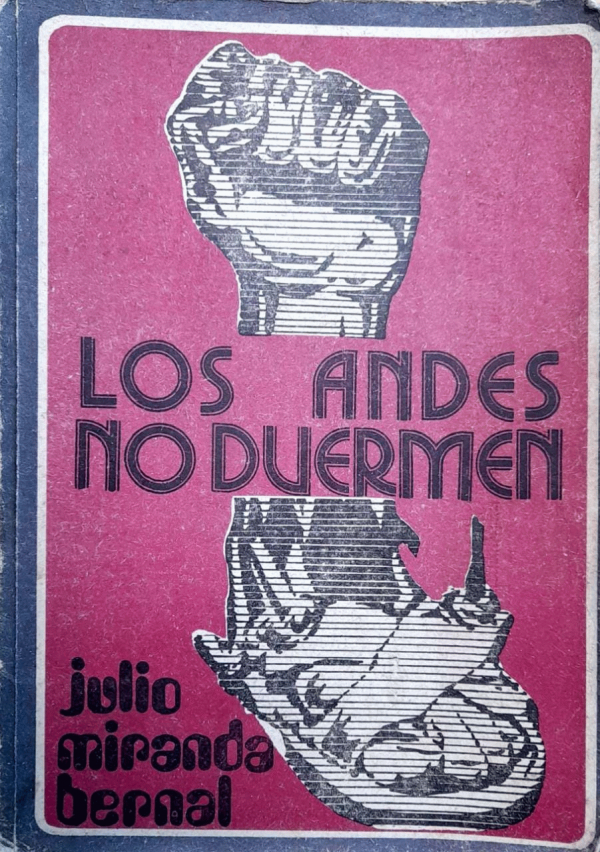 LOS ANDES
NO DUERMEN
julio
miranda
bernal